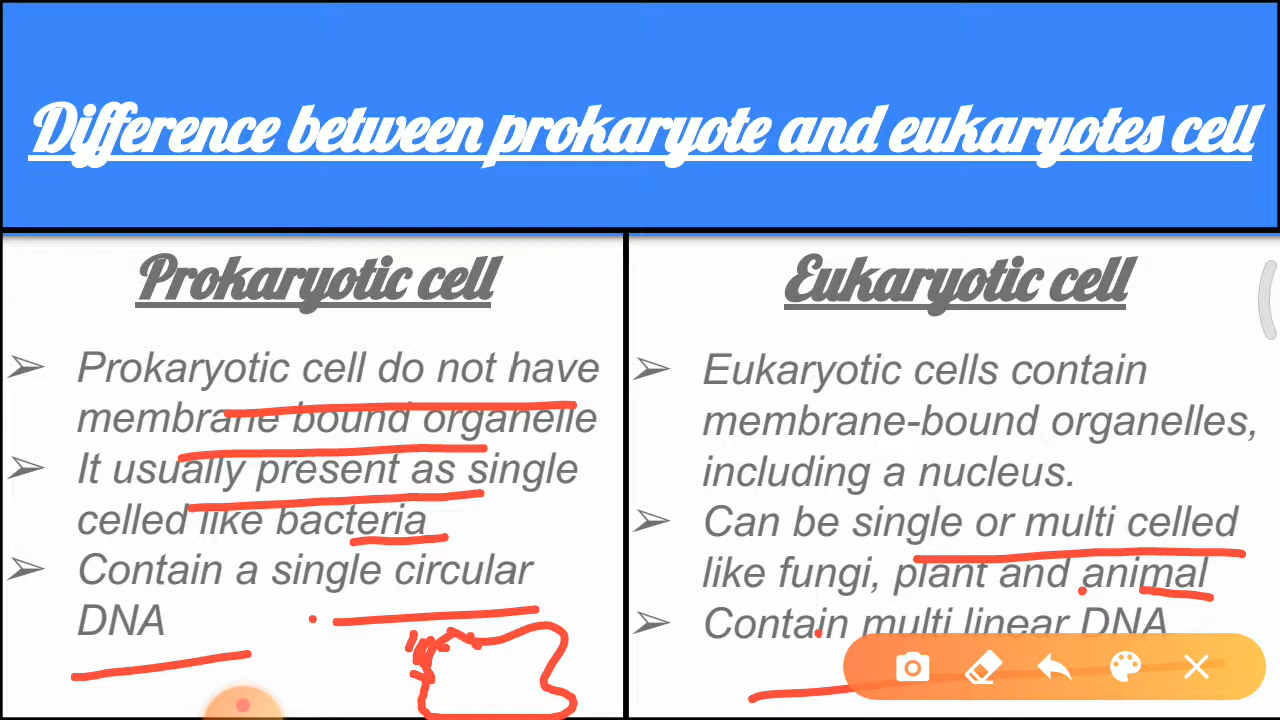 Difference between prokaryote and eukaryotes cell
Prokaryotic cell
Prokaryotic cell do not have
membrane bound organelle
It usually present as single
celled like bacteria
Contain a single circular
DNA
Eukaryotic cell
Eukaryotic cells contain
membrane-bound organelles,
including a nucleus.
Can be single or multi celled
like fungi, plant and animal
Contain multi linear DNA